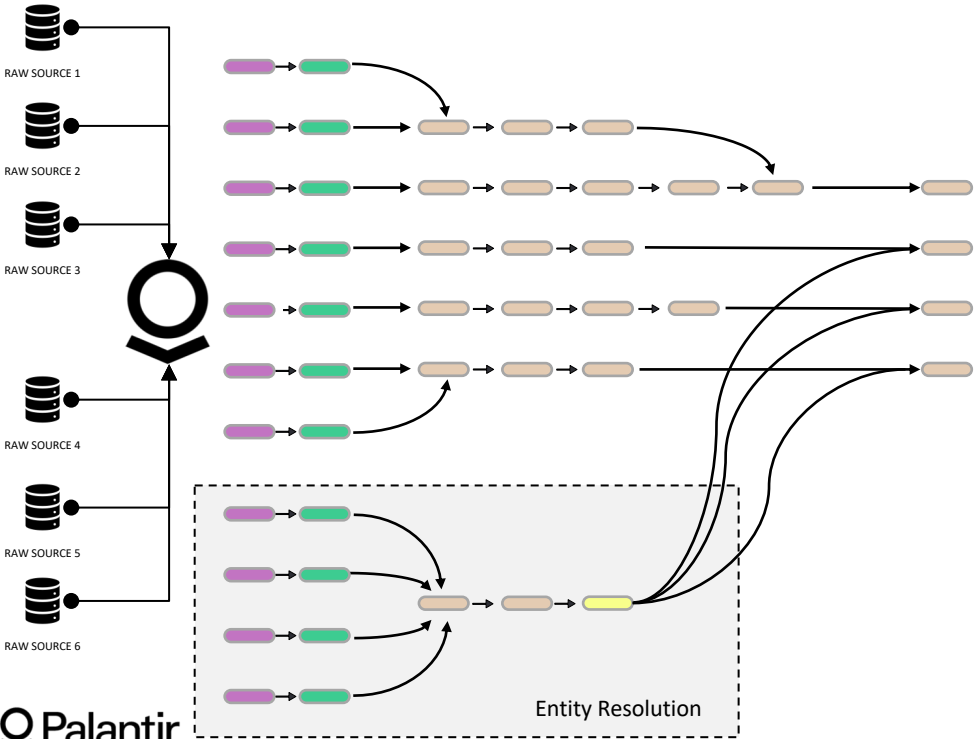 RAW SOURCE 1
RAW SOURCE 2
RAW SOURCE 3
RAW SOURCE 4
RAW SOURCE 5
RAW SOURCE 6
Entity Resolution
Palantir